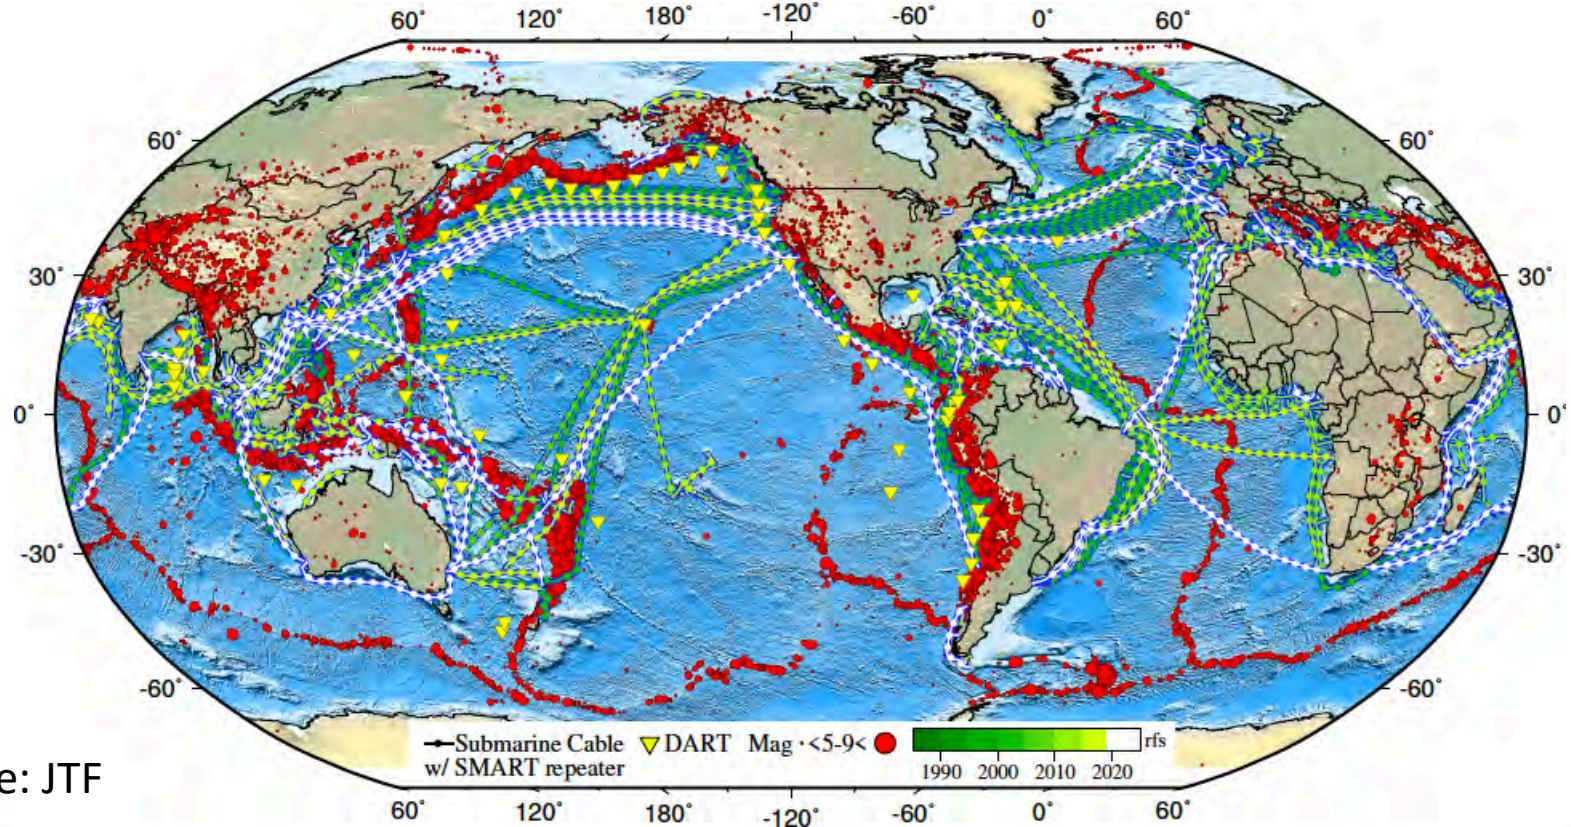 60° 120° 180° -120° -60° 0° 60°
60° 60°
30° 30°
0° 0°
-30° -30°
-60° -60°
Submarine Cable DART Mag <5-9< rfs
w/ SMART repeater 1990 2000 2010 2020
e: JTF
60° 120° 180° -120° -60° 0° 60°